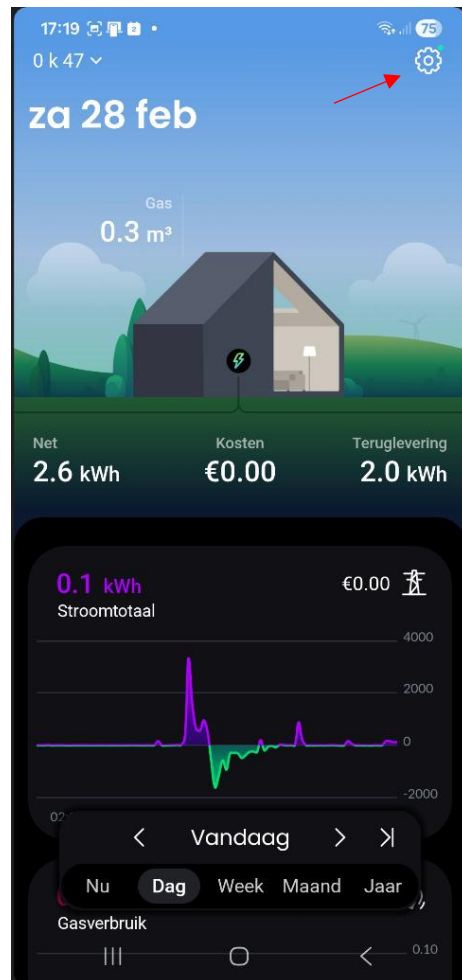 17:19 75
0 k 47
za 28 feb
Gas
0.3 m³
Net Kosten Teruglevering
2.6 kWh €0.00 2.0 kWh
0.1 kWh €0.00
Stroomtotaal
4000
2000
0
-2000
Vandaag
Nu Dag Week Maand Jaar
Gasverbruik
0.10